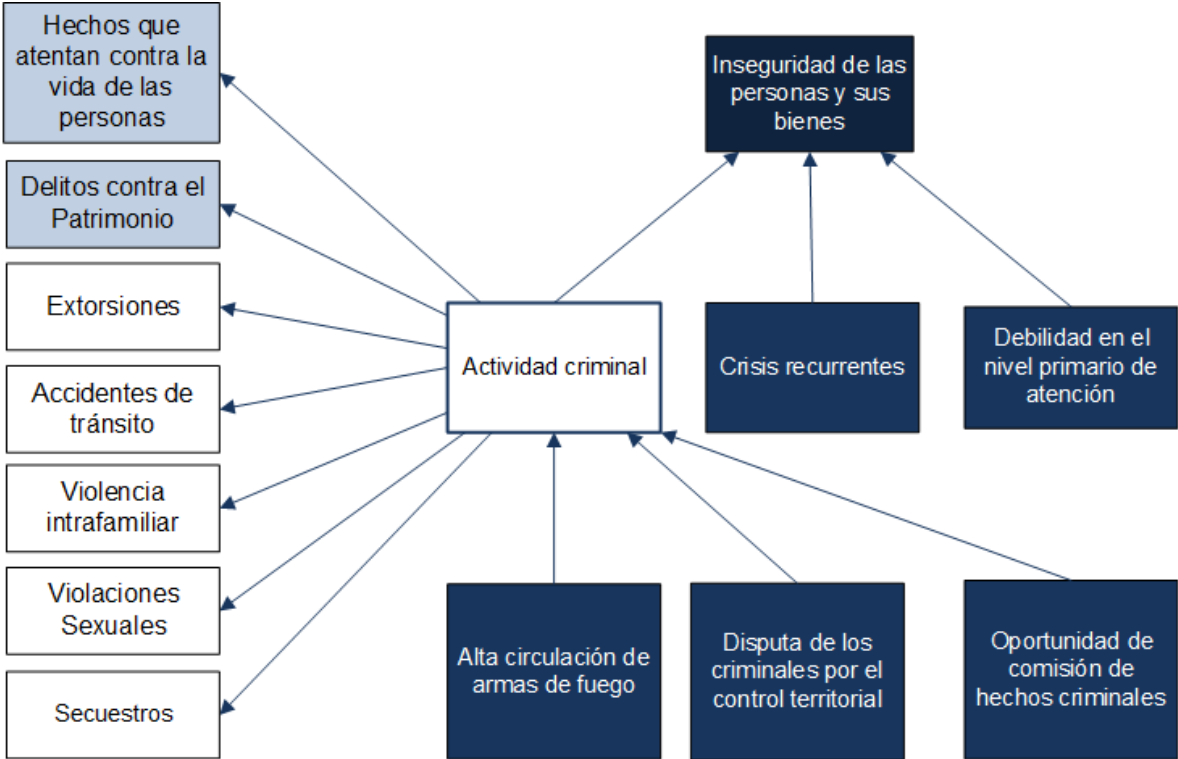 Hechos que
atentan contra la
vida de las
personas
Delitos contra el
Patrimonio
Extorsiones
Accidentes de
tránsito
Violencia
intrafamiliar
Violaciones
Sexuales
Secuestros
Inseguridad de las
personas y sus
bienes
Actividad criminal
Crisis recurrentes
Debilidad en el
nivel primario de
atención
Alta circulación de
armas de fuego
Disputa de los
criminales por el
control territorial
Oportunidad de
comisión de
hechos criminales